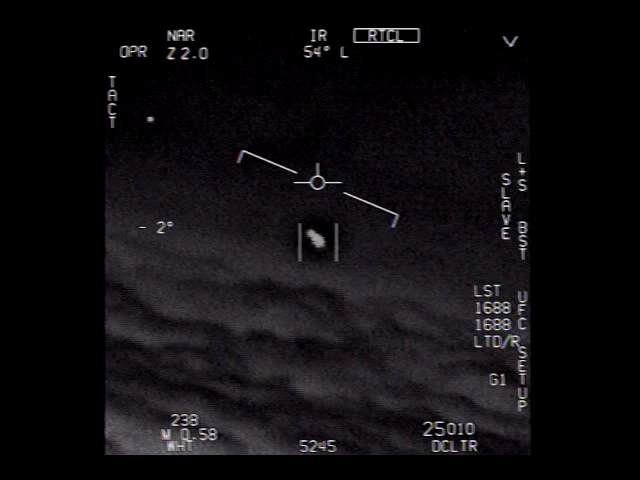 NAR IR RTCL
OPR Z 2.0 54° L
TACT
L+S
SLAVE
BST
- 2°
LST
1688
1688
LTD/R
UFC
SETUP
G1
238 25010
M 0.58 5245 DCLTR
WHT